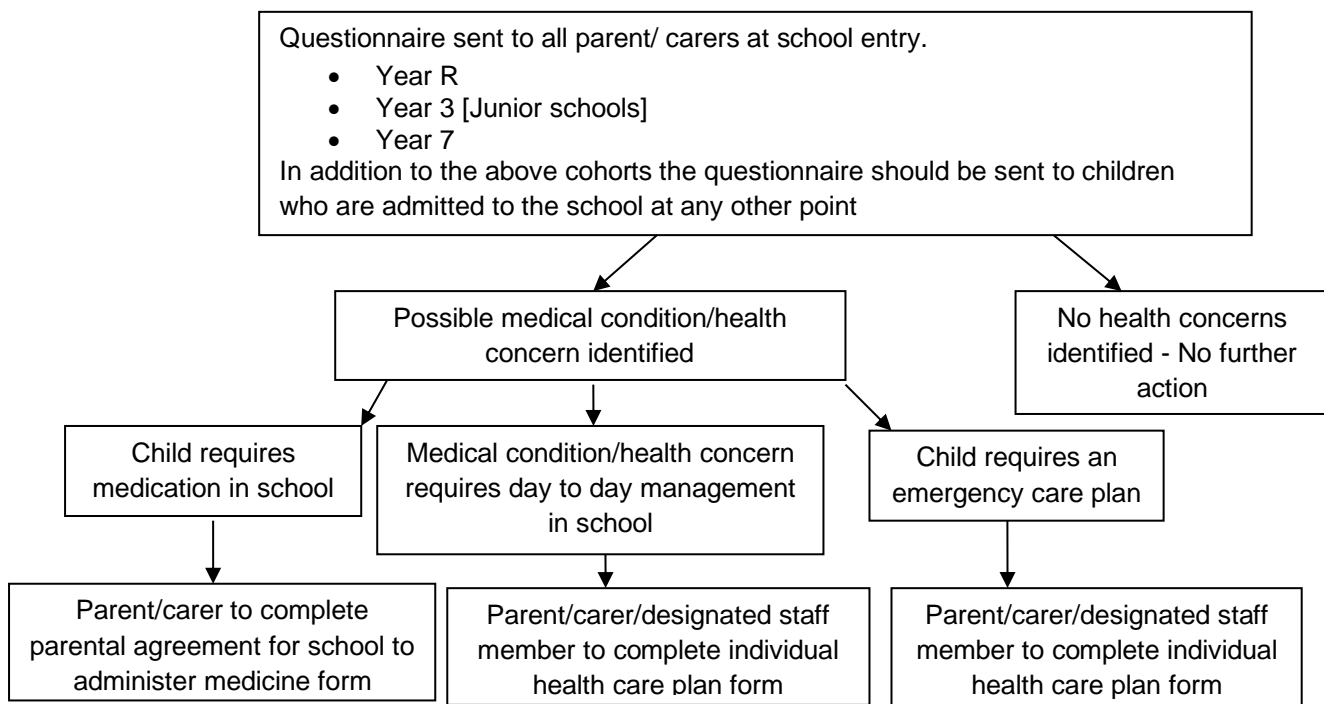 Questionnaire sent to all parent/ carers at school entry.
• Year R
• Year 3 [Junior schools]
• Year 7
In addition to the above cohorts the questionnaire should be sent to children
who are admitted to the school at any other point
Possible medical condition/health
concern identified
No health concerns
identified - No further
action
Child requires
medication in school
Medical condition/health concern
requires day to day management
in school
Child requires an
emergency care plan
Parent/carer to complete
parental agreement for school to
administer medicine form
Parent/carer/designated staff
member to complete individual
health care plan form
Parent/carer/designated staff
member to complete individual
health care plan form